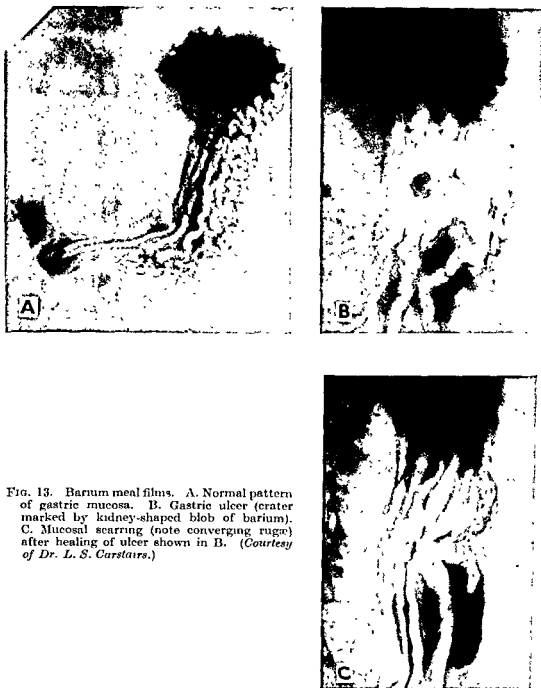 A
B
FIG. 13. Barium meal films. A. Normal pattern
of gastric mucosa. B. Gastric ulcer (crater
marked by kidney-shaped blob of barium).
C. Mucosal scarring (note converging rugæ)
after healing of ulcer shown in B. (Courtesy
of Dr. L. S. Carstairs.)
C